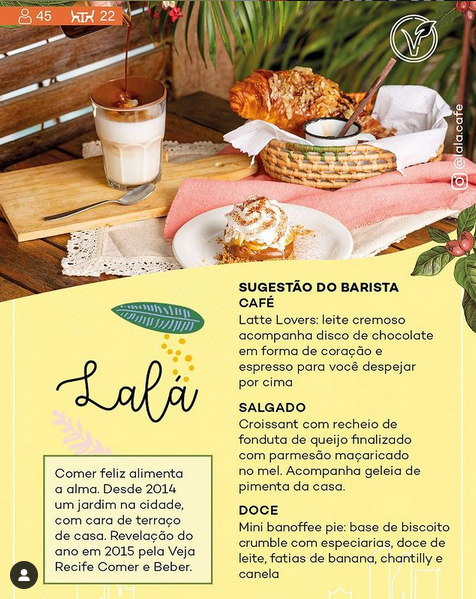 45 22
@lala.cafe
SUGESTÃO DO BARISTA
CAFÉ
Latte Lovers: leite cremoso
acompanha disco de chocolate
em forma de coração e
espresso para você despejar
por cima
SALGADO
Croissant com recheio de
fonduta de queijo finalizado
com parmesão maçaricado
no mel. Acompanha geleia de
pimenta da casa.
DOCE
Mini banoffee pie: base de biscoito
crumble com especiarias, doce de
leite, fatias de banana, chantilly e
canela
Lalá
Comer feliz alimenta
a alma. Desde 2014
um jardim na cidade,
com cara de terraço
de casa. Revelação do
ano em 2015 pela Veja
Recife Comer e Beber.